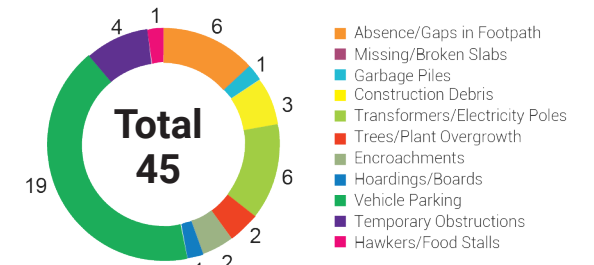 1
4
6
1
3
6
2
2
19
Total
45
Absence/Gaps in Footpath
Missing/Broken Slabs
Garbage Piles
Construction Debris
Transformers/Electricity Poles
Trees/Plant Overgrowth
Encroachments
Hoardings/Boards
Vehicle Parking
Temporary Obstructions
Hawkers/Food Stalls